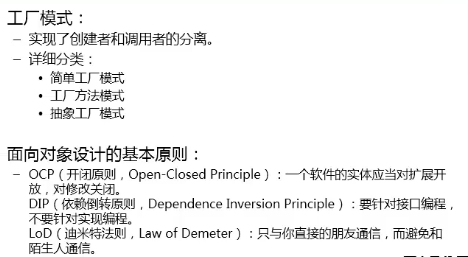 工厂模式：
– 实现了创建者和调用者的分离。
– 详细分类：
• 简单工厂模式
• 工厂方法模式
• 抽象工厂模式
面向对象设计的基本原则：
– OCP（开闭原则，Open-Closed Principle）：一个软件的实体应当对扩展开
放，对修改关闭。
DIP（依赖倒转原则，Dependence Inversion Principle）：要针对接口编程，
不要针对实现编程。
LoD（迪米特法则，Law of Demeter）：只与你直接的朋友通信，而避免和
陌生人通信。